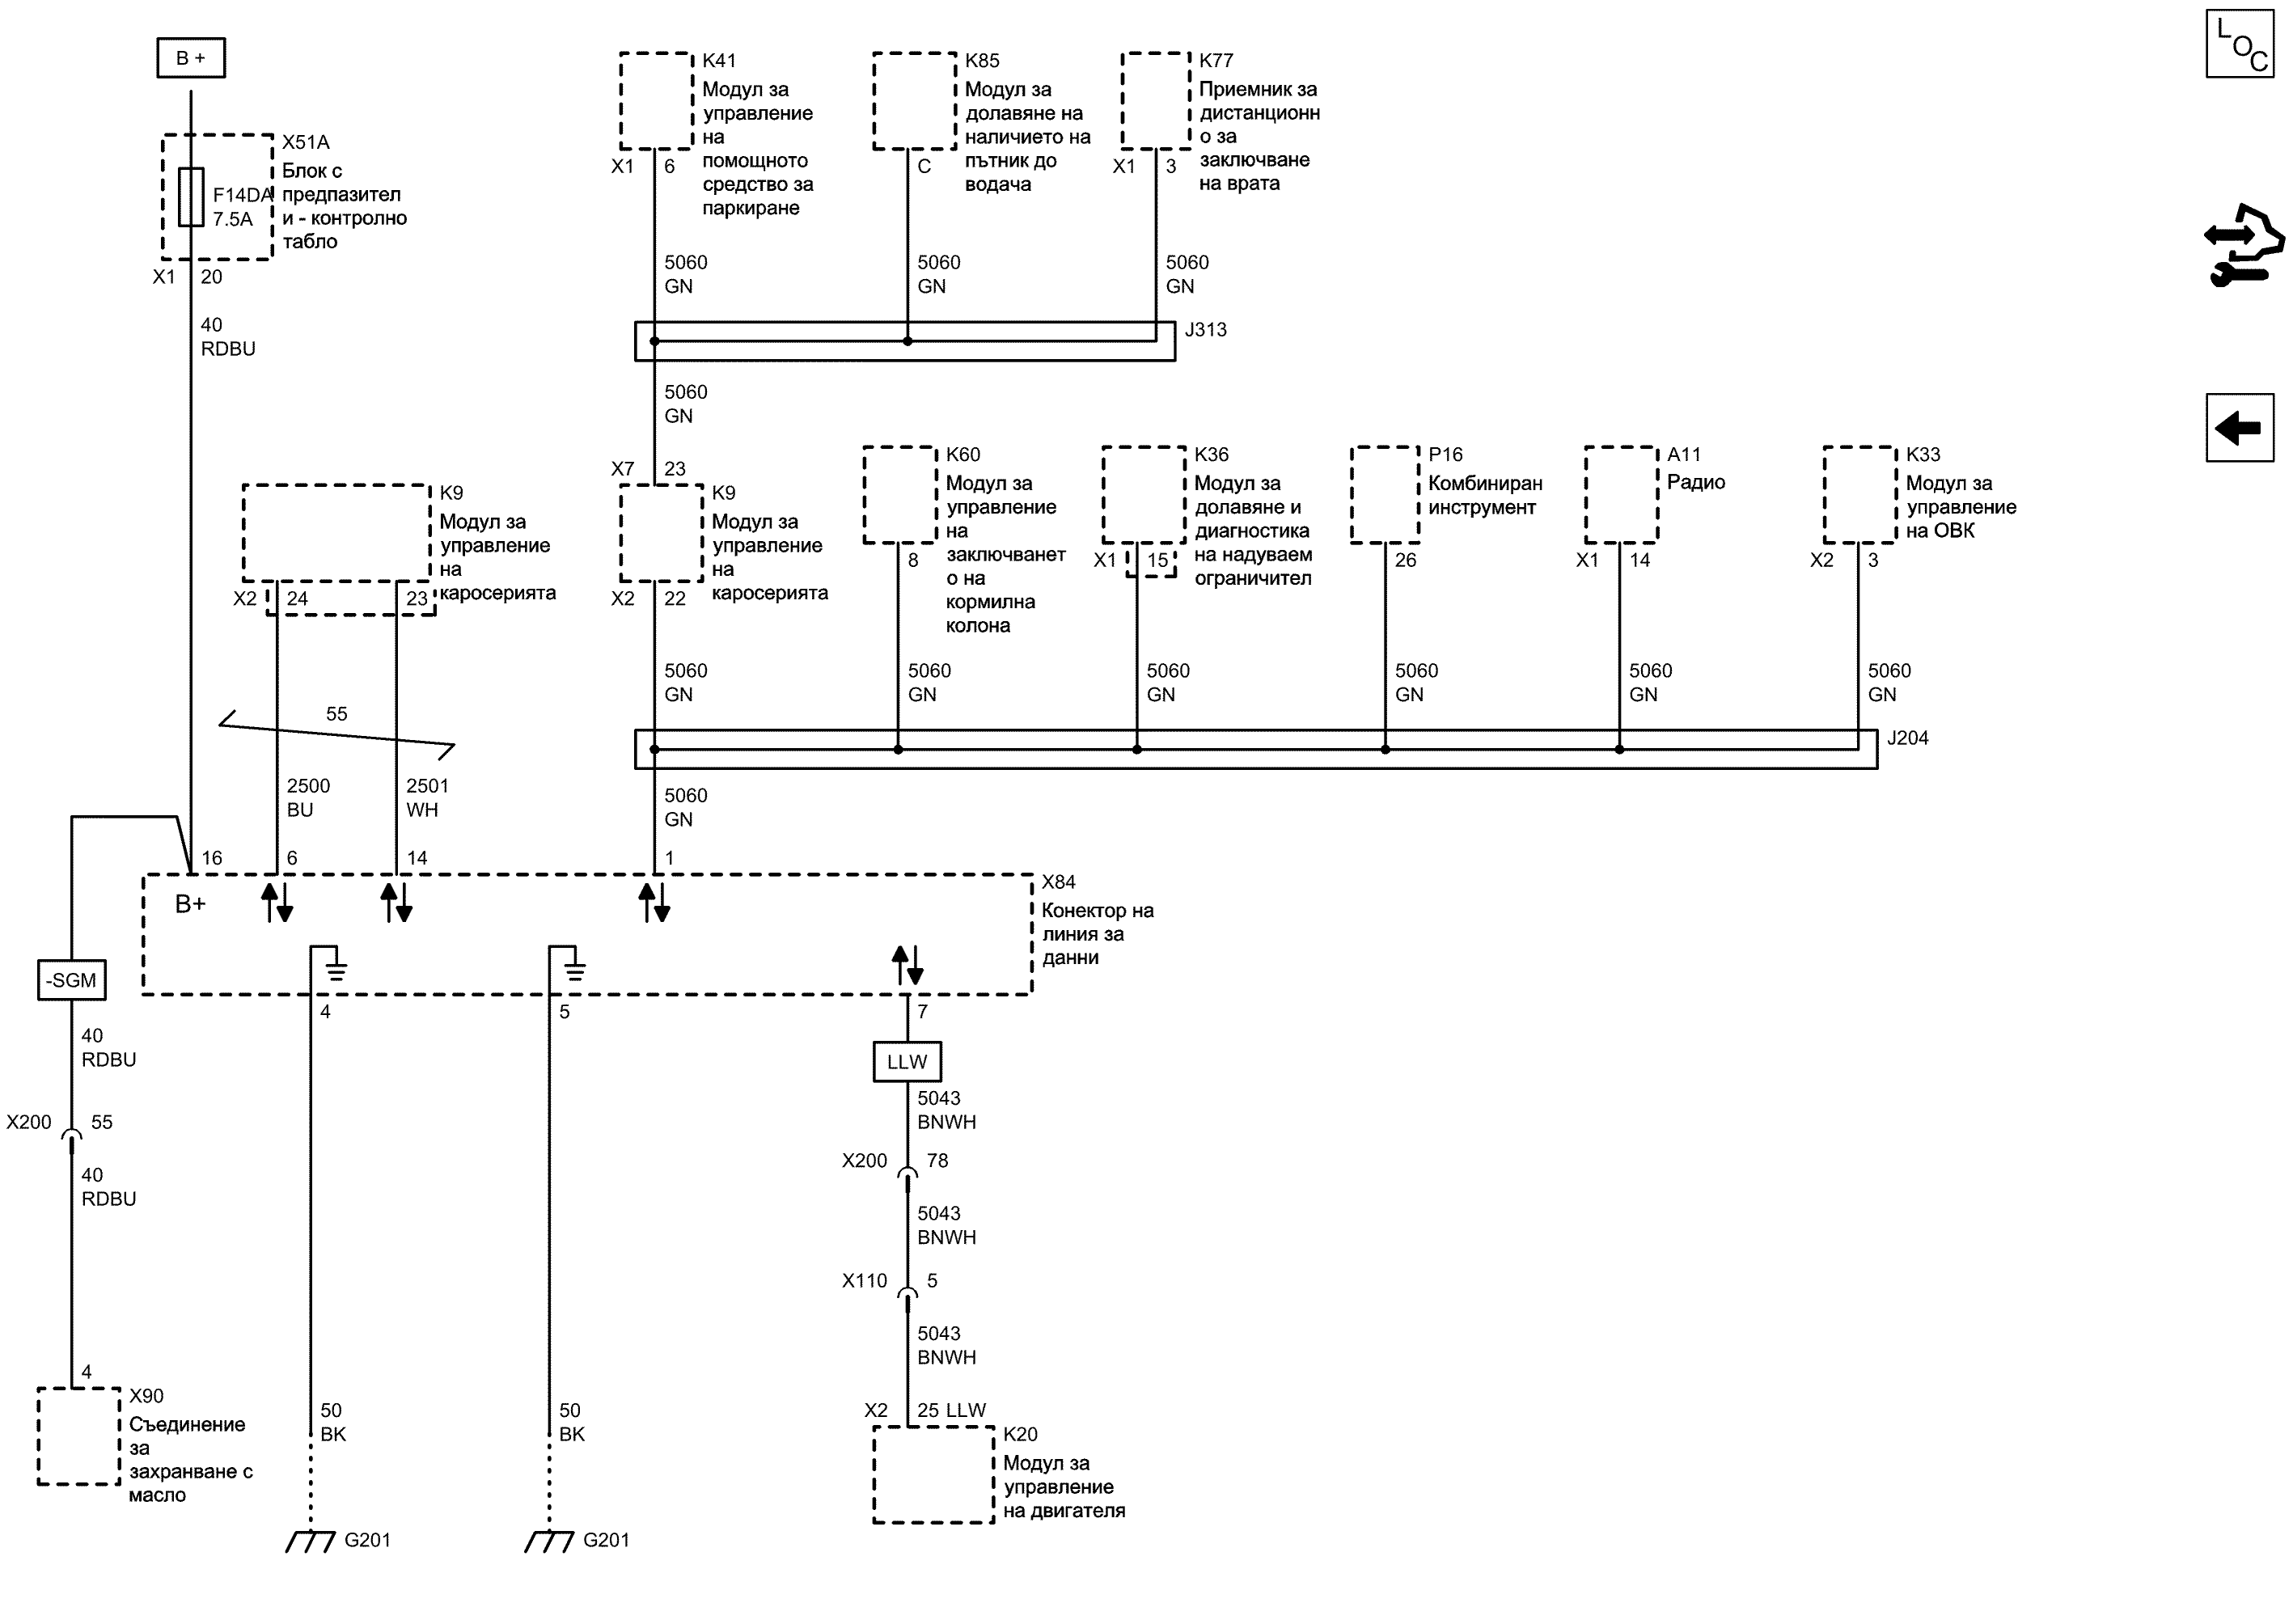 B +
L
O
C
K41
Модул за
управление
на
помощното
средство за
паркиране
X1
6
K85
Модул за
долавяне на
наличието на
пътник до
водача
C
K77
Приемник за
дистанционн
о за
заключване
на врата
X1
3
X51A
Блок с
предпазител
и - контролно
табло
F14DA
7.5A
X1
20
40
RDBU
5060
GN
5060
GN
5060
GN
J313
5060
GN
X7
23
K9
Модул за
управление
на
каросерията
X2
24
23
K9
Модул за
управление
на
каросерията
X2
22
K60
Модул за
управление
на
заключванет
о на
кормилна
колона
8
K36
Модул за
долавяне и
диагностика
на надуваем
ограничител
X1
15
P16
Комбиниран
инструмент
26
A11
Радио
X1
14
K33
Модул за
управление
на ОВК
X2
3
5060
GN
5060
GN
5060
GN
5060
GN
5060
GN
5060
GN
55
J204
2500
BU
2501
WH
5060
GN
16
6
14
1
B+
X84
Конектор на
линия за
данни
-SGM
4
5
7
40
RDBU
LLW
5043
BNWH
X200
55
X200
78
40
RDBU
5043
BNWH
X110
5
5043
BNWH
4
X90
Съединение
за
захранване с
масло
50
BK
50
BK
X2
25 LLW
K20
Модул за
управление
на двигателя
G201
G201